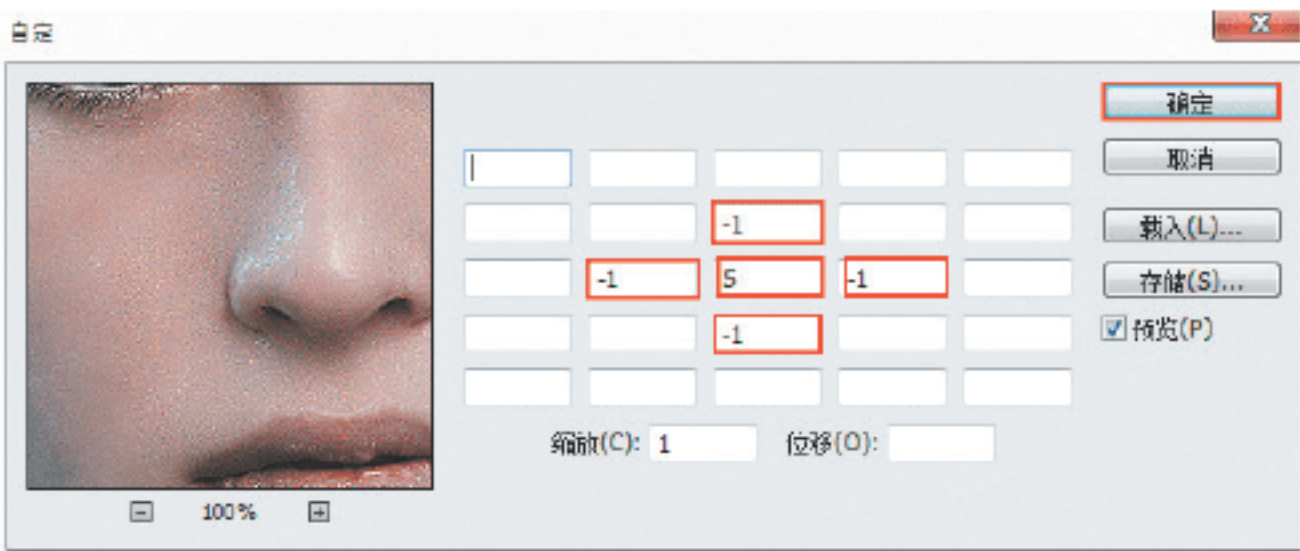 自定
确定
取消
-1
载入(L)...
-1 5 -1
存储(S)...
-1
预览(P)
缩放(C): 1 位移(O):
100%